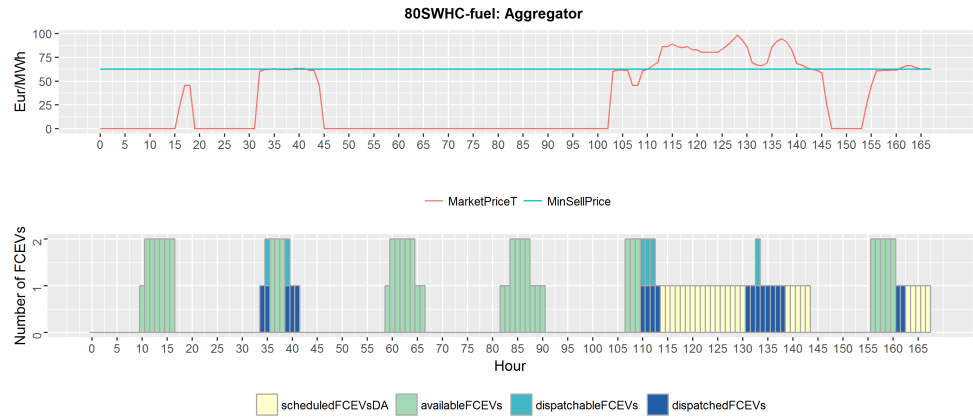 80SWHC-fuel: Aggregator
Eur/MWh
100
75
50
25
0
0 5 10 15 20 25 30 35 40 45 50 55 60 65 70 75 80 85 90 95 100 105 110 115 120 125 130 135 140 145 150 155 160 165
MarketPriceT MinSellPrice
Number of FCEVs
2
1
0
0 5 10 15 20 25 30 35 40 45 50 55 60 65 70 75 80 85 90 95 100 105 110 115 120 125 130 135 140 145 150 155 160 165
Hour
scheduledFCEVsDA availableFCEVs dispatchableFCEVs dispatchedFCEVs